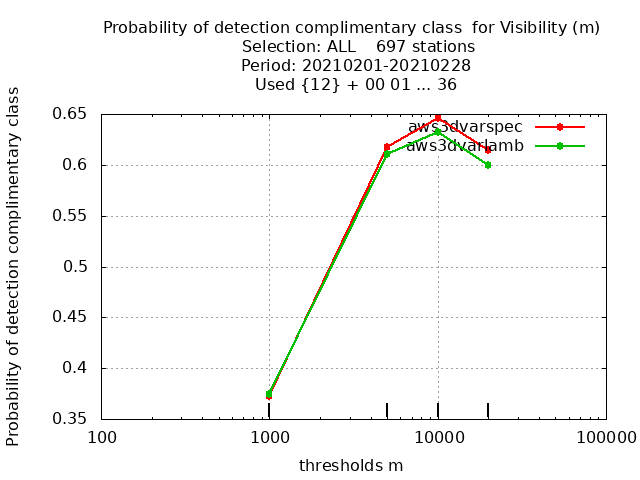 Probability of detection complimentary class  for Visibility (m)
Selection: ALL    697 stations
Period: 20210201-20210228
Used {12} + 00 01 ... 36
Probability of detection complimentary class
0.65
0.6
0.55
0.5
0.45
0.4
0.35
aws3dvarspec
aws3dvarlamb
100
1000
10000
100000
thresholds m